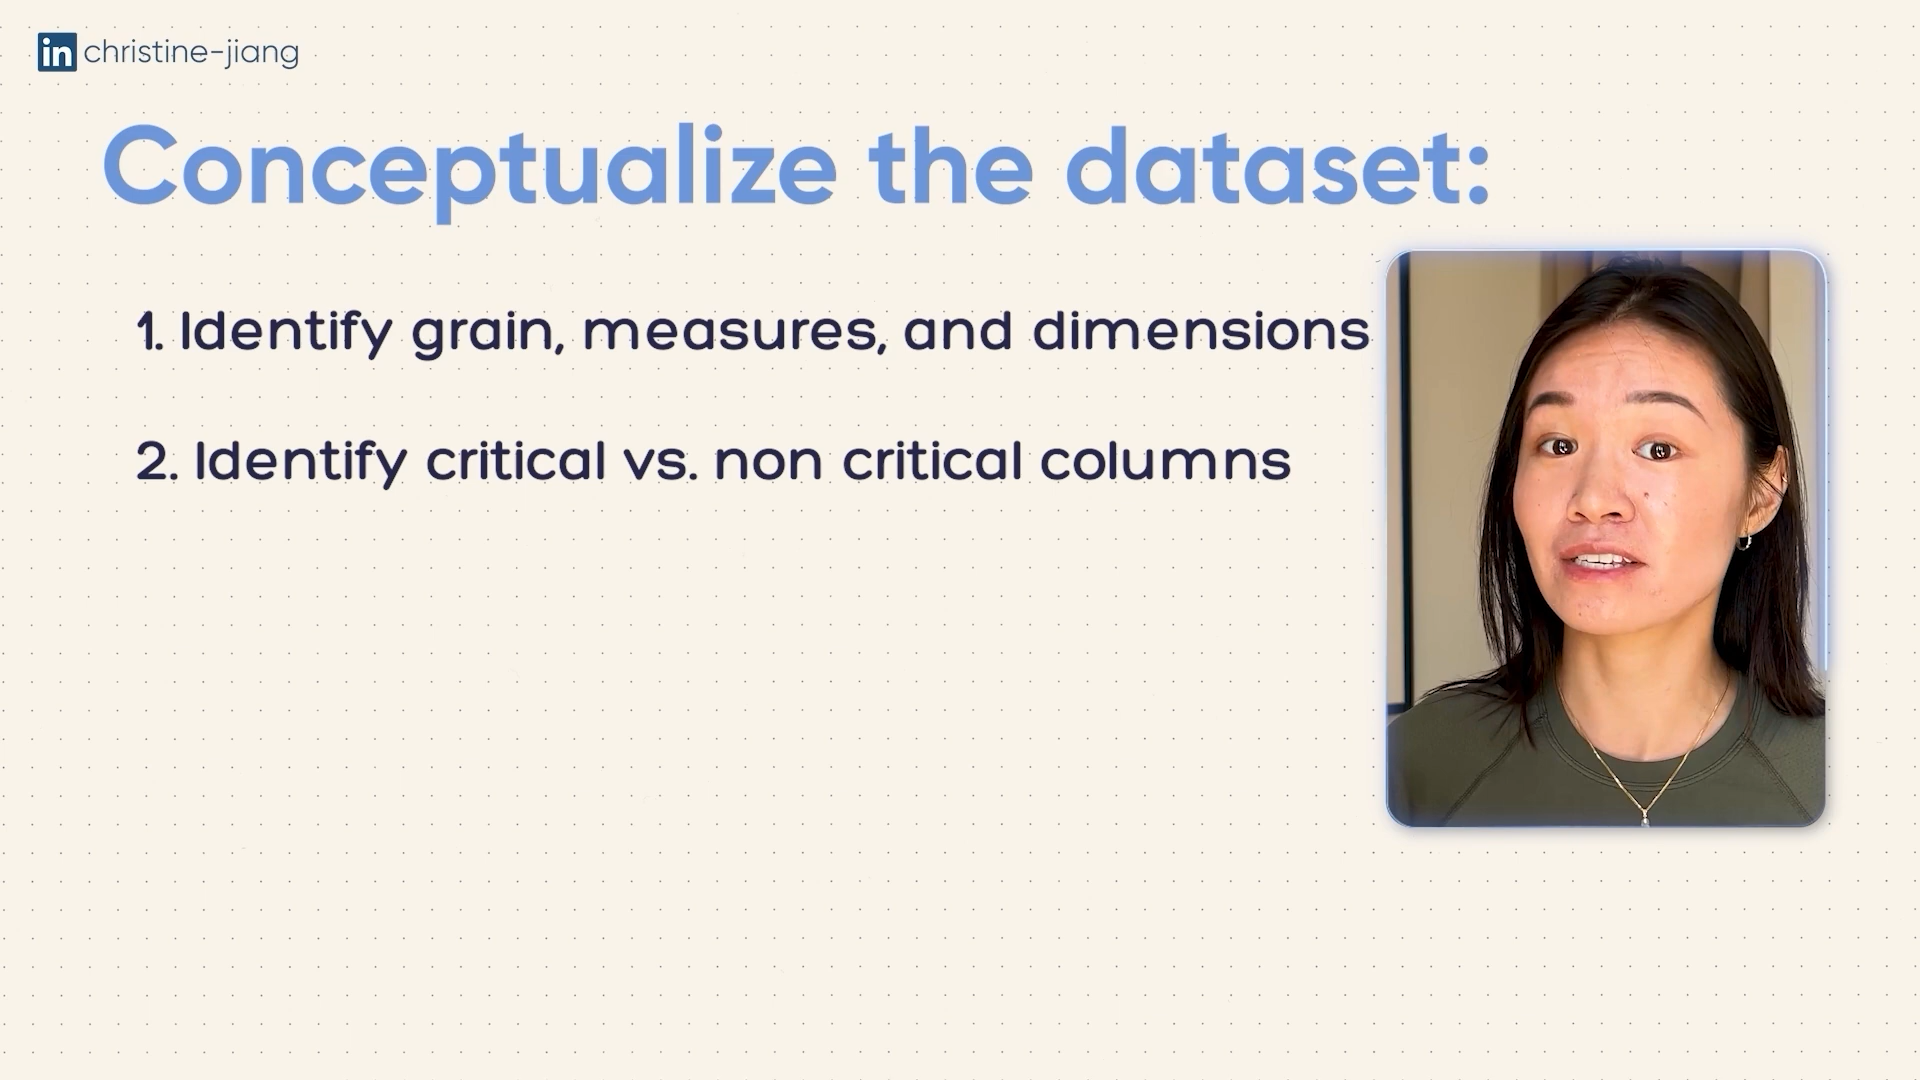 in christine-jiang
Conceptualize the dataset:
1. Identify grain, measures, and dimensions
2. Identify critical vs. non critical columns